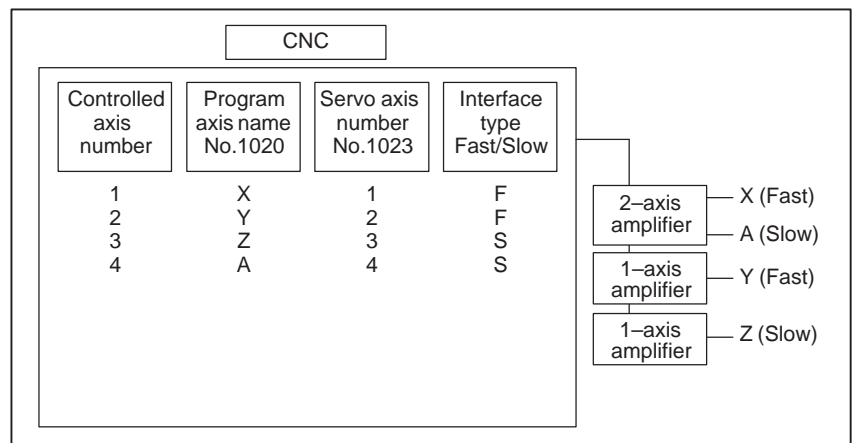 CNC
Controlled axis number
Program axis name No.1020
Servo axis number No.1023
Interface type Fast/Slow
1 X 1 F
2 Y 2 F
3 Z 3 S
4 A 4 S
2–axis amplifier
X (Fast)
A (Slow)
1–axis amplifier
Y (Fast)
1–axis amplifier
Z (Slow)